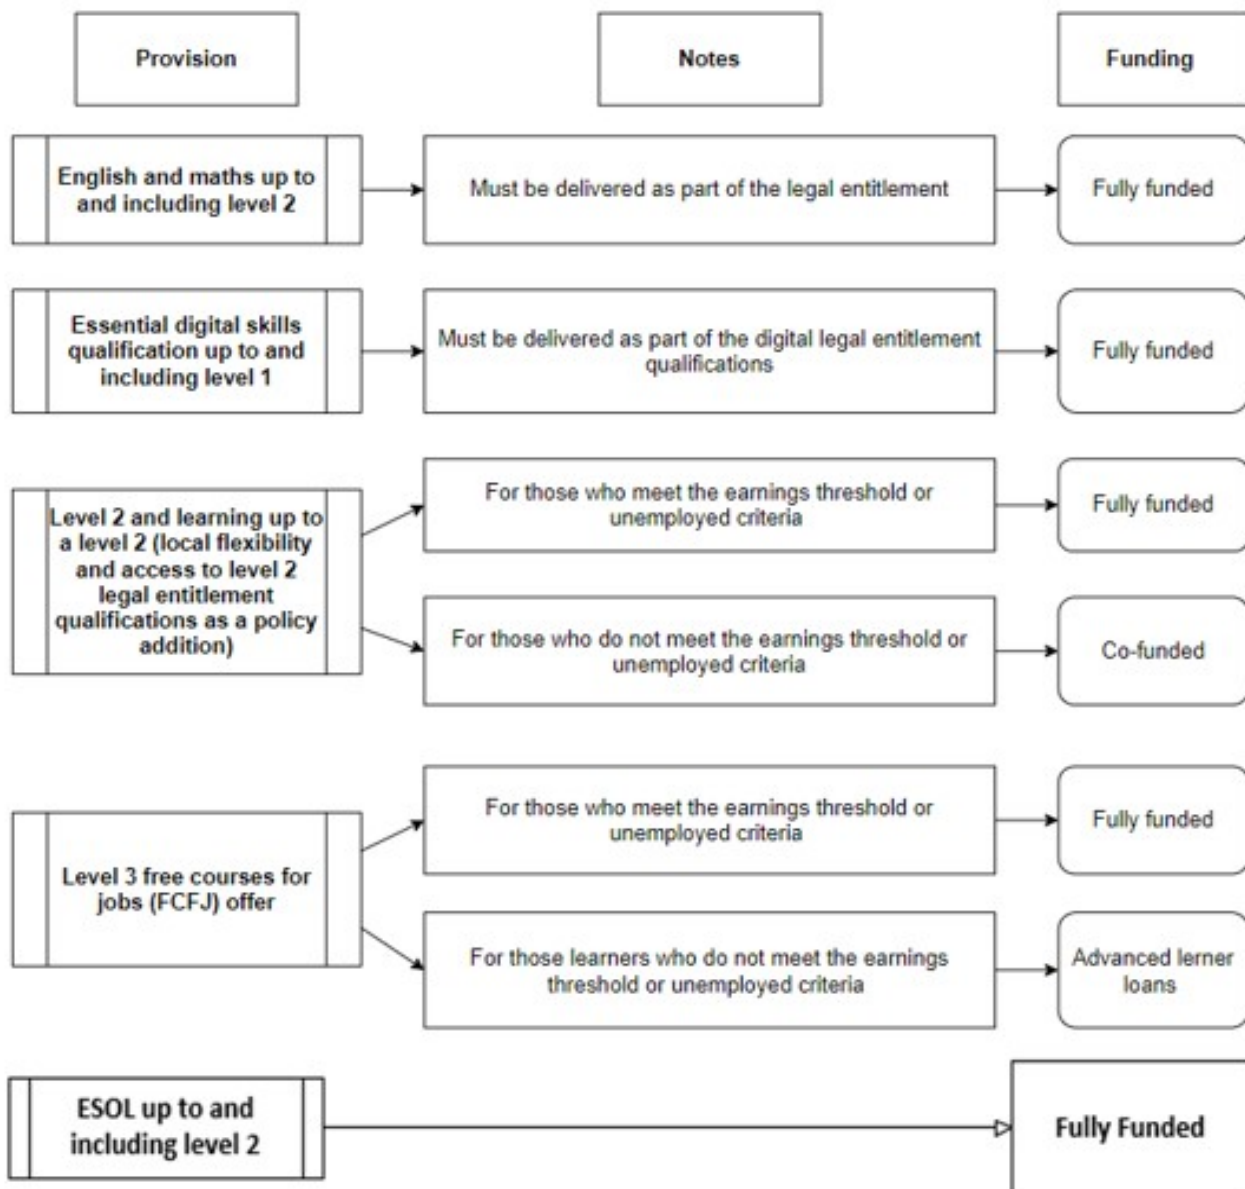 Provision
Notes
Funding
English and maths up to
and including level 2
Must be delivered as part of the legal entitlement
Fully funded
Essential digital skills
qualification up to and
including level 1
Must be delivered as part of the digital legal entitlement
qualifications
Fully funded
Level 2 and learning up to
a level 2 (local flexibility
and access to level 2
legal entitlement
qualifications as a policy
addition)
For those who meet the earnings threshold or
unemployed criteria
Fully funded
For those who do not meet the earnings threshold or
unemployed criteria
Co-funded
Level 3 free courses for
jobs (FCFJ) offer
For those who meet the earnings threshold or
unemployed criteria
Fully funded
For those learners who do not meet the earnings
threshold or unemployed criteria
Advanced lerner
loans
ESOL up to and
including level 2
Fully Funded